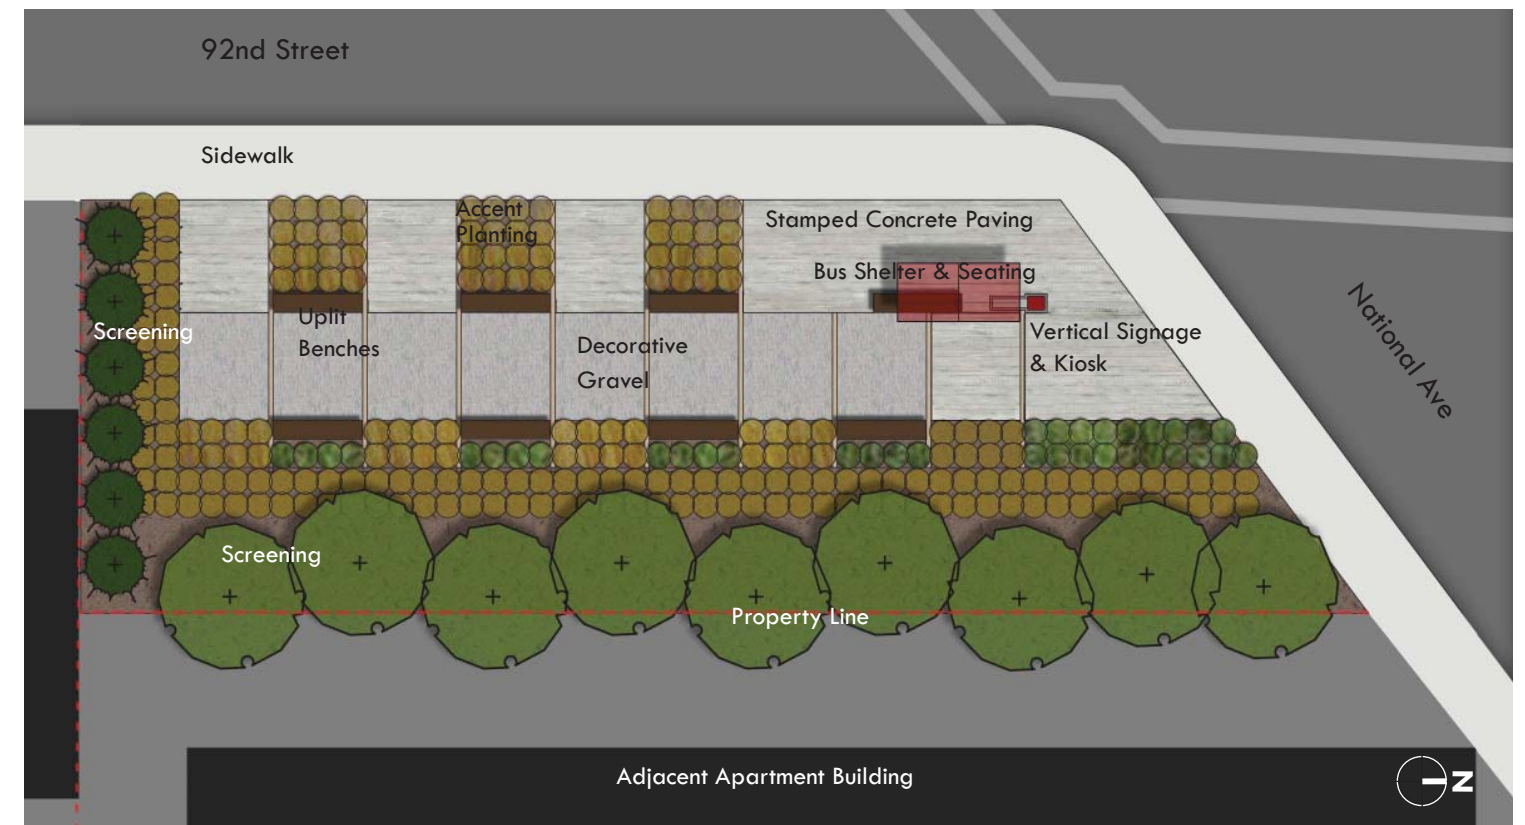 92nd Street
Sidewalk
Accent
Planting
Stamped Concrete Paving
Bus Shelter & Seating
Uplit
Benches
Screening
Decorative
Gravel
Vertical Signage
& Kiosk
National Ave
Screening
Property Line
Adjacent Apartment Building
N